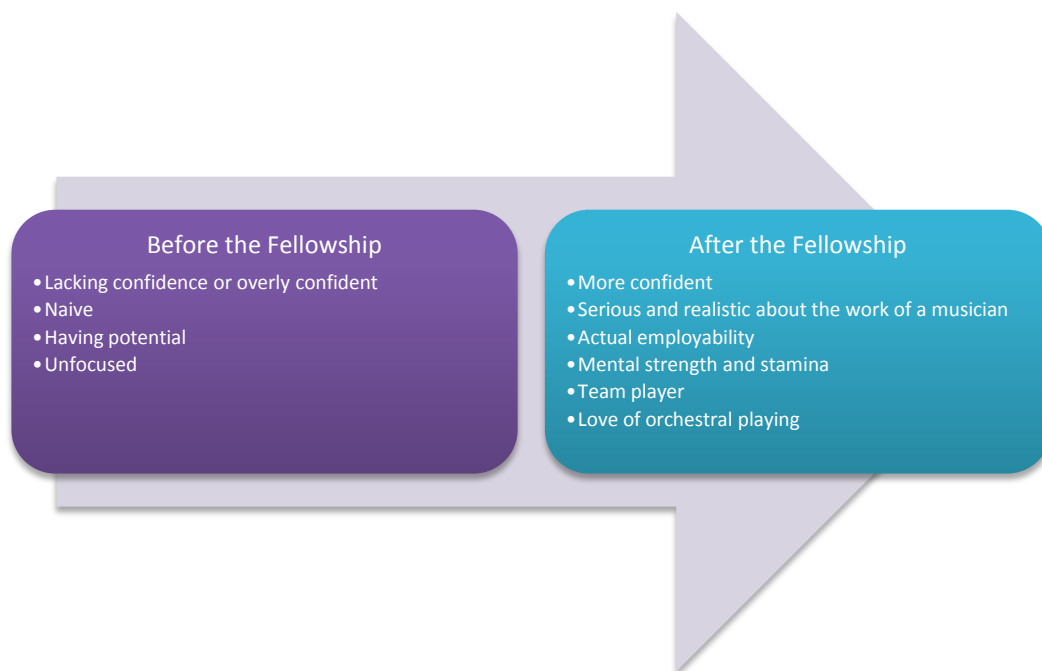 Before the Fellowship
•Lacking confidence or overly confident
•Naive
•Having potential
•Unfocused
After the Fellowship
•More confident
•Serious and realistic about the work of a musician
•Actual employability
•Mental strength and stamina
•Team player
•Love of orchestral playing